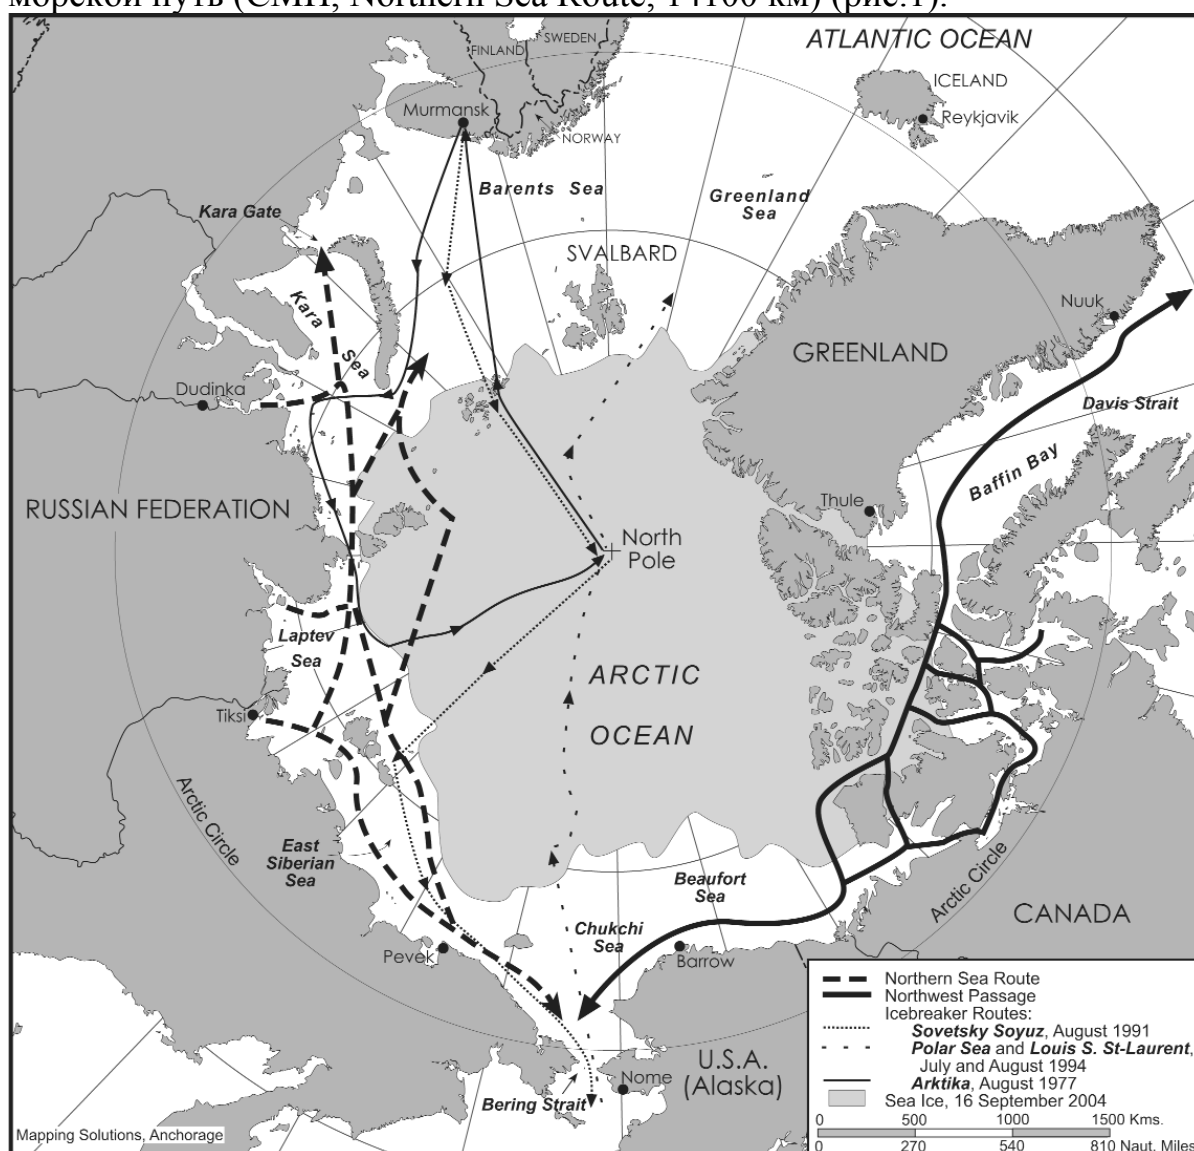 морской путь (СМП, Northern Sea Route, 14100 км) (рис.1).
ATLANTIC OCEAN
SWEDEN
FINLAND
ICELAND
Murmansk
Reykjavik
NORWAY
Barents Sea
Greenland
Sea
Kara Gate
SVALBARD
Kara
Sea
Nuuk
GREENLAND
Dudinka
Davis Strait
Baffin Bay
RUSSIAN FEDERATION
Thule
North
Pole
Laptev
Sea
ARCTIC
OCEAN
Tiksi
Arctic Circle
East
Siberian
Sea
Beaufort
Sea
Arctic Circle
CANADA
Chukchi
Sea
Pevek
Barrow
Northern Sea Route
Northwest Passage
Icebreaker Routes:
Sovetsky Soyuz, August 1991
Polar Sea and Louis S. St-Laurent,
July and August 1994
Arktika, August 1977
Sea Ice, 16 September 2004
0 500 1000 1500 Kms.
0 270 540 810 Naut. Miles
U.S.A.
(Alaska)
Nome
Bering Strait
Mapping Solutions, Anchorage